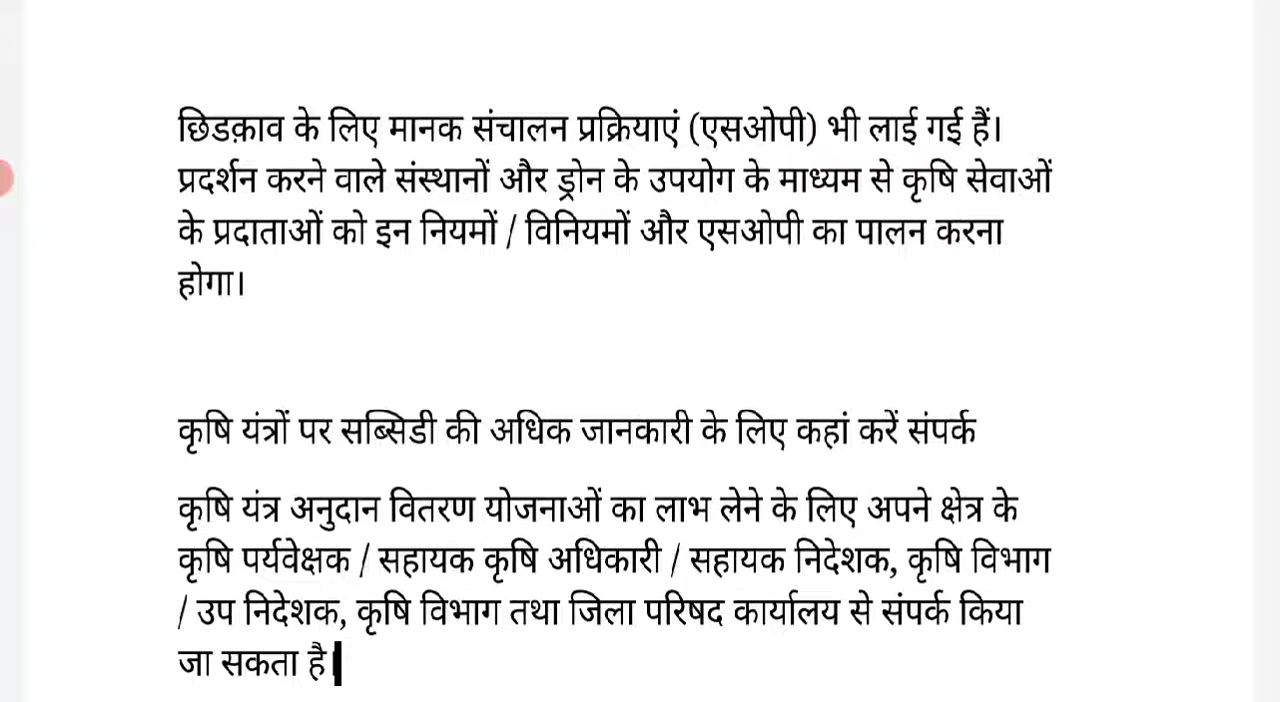 छिडक़ाव के लिए मानक संचालन प्रक्रियाएं (एसओपी) भी लाई गई हैं।
प्रदर्शन करने वाले संस्थानों और ड्रोन के उपयोग के माध्यम से कृषि सेवाओं
के प्रदाताओं को इन नियमों / विनियमों और एसओपी का पालन करना
होगा।
कृषि यंत्रों पर सब्सिडी की अधिक जानकारी के लिए कहां करें संपर्क
कृषि यंत्र अनुदान वितरण योजनाओं का लाभ लेने के लिए अपने क्षेत्र के
कृषि पर्यवेक्षक / सहायक कृषि अधिकारी / सहायक निदेशक, कृषि विभाग
/ उप निदेशक, कृषि विभाग तथा जिला परिषद कार्यालय से संपर्क किया
जा सकता है।